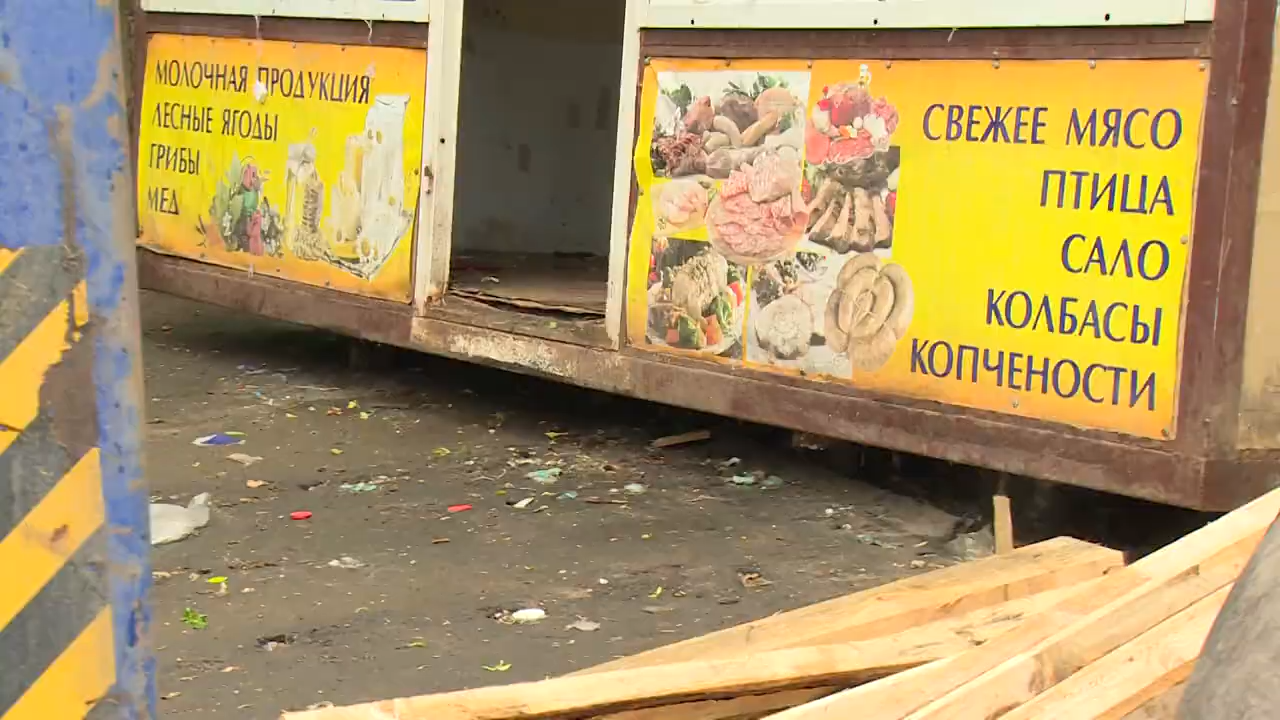 МОЛОЧНАЯ ПРОДУКЦИЯ
ЛЕСНЫЕ ЯГОДЫ
ГРИБЫ
МЕД
СВЕЖЕЕ МЯСО
ПТИЦА
САЛО
КОЛБАСЫ
КОПЧЕНОСТИ